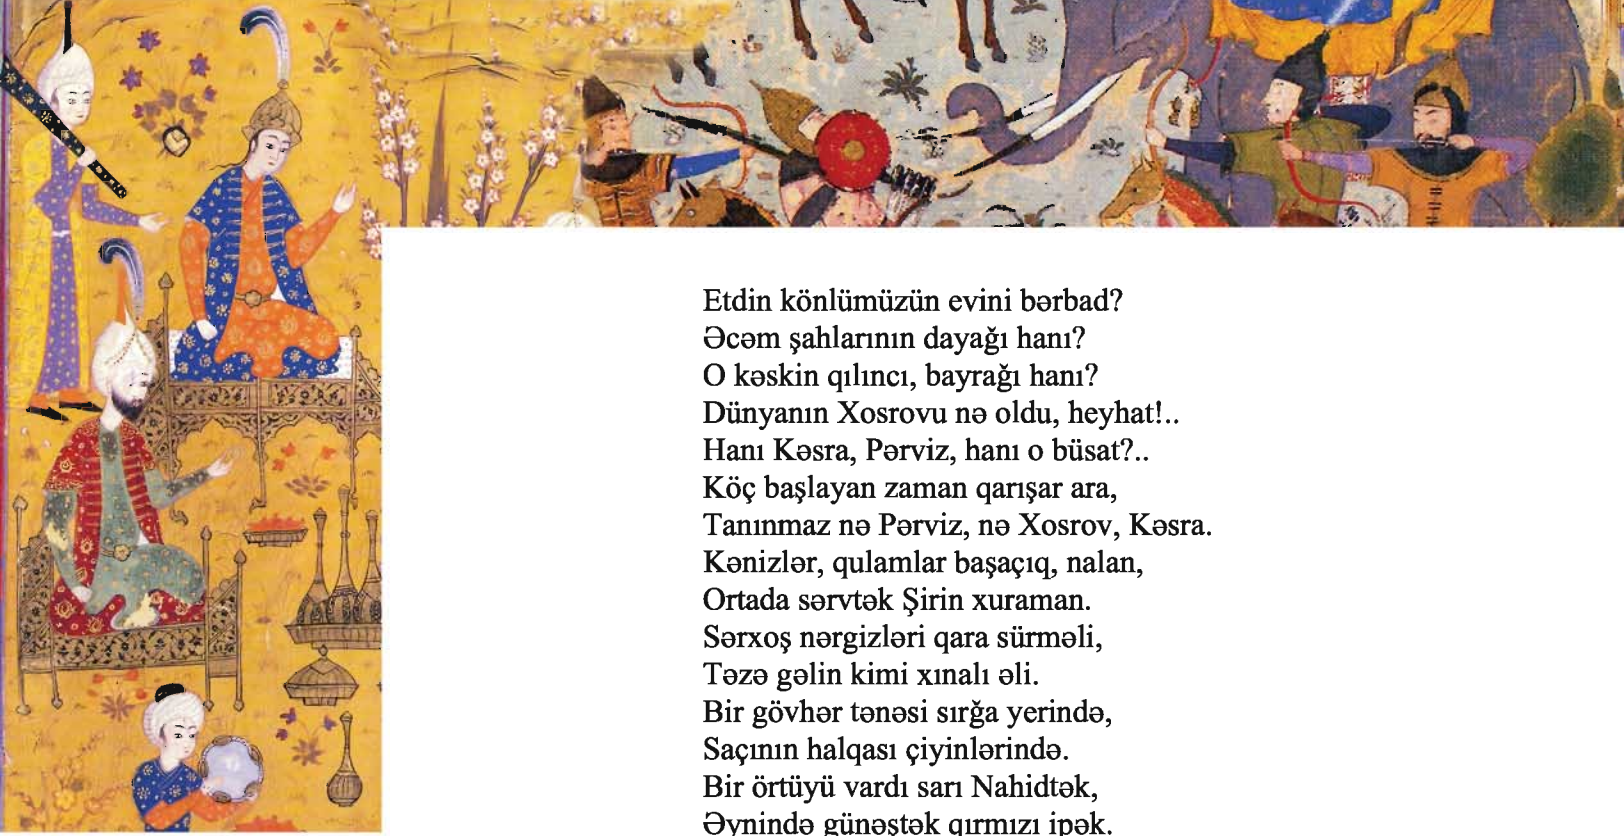 Etdin könlümüzün evini bərbad?
Əcəm şahlarının dayağı hanı?
O kəskin qılıncı, bayrağı hanı?
Dünyanın Xosrovu nə oldu, heyhat!..
Hanı Kəsra, Pərviz, hanı o büsat?..
Köç başlayan zaman qarışar ara,
Tanınmaz nə Pərviz, nə Xosrov, Kəsra.
Kənizlər, qulamlar başaçıq, nalan,
Ortada sərvtək Şirin xuraman.
Sərxoş nərgizləri qara sürməli,
Təzə gəlin kimi xınalı əli.
Bir gövhər tənəsi sırğa yerində,
Saçının halqası çiyinlərində.
Bir örtüyü vardı sarı Nahidtək,
Əynində günəştək qırmızı ipək.